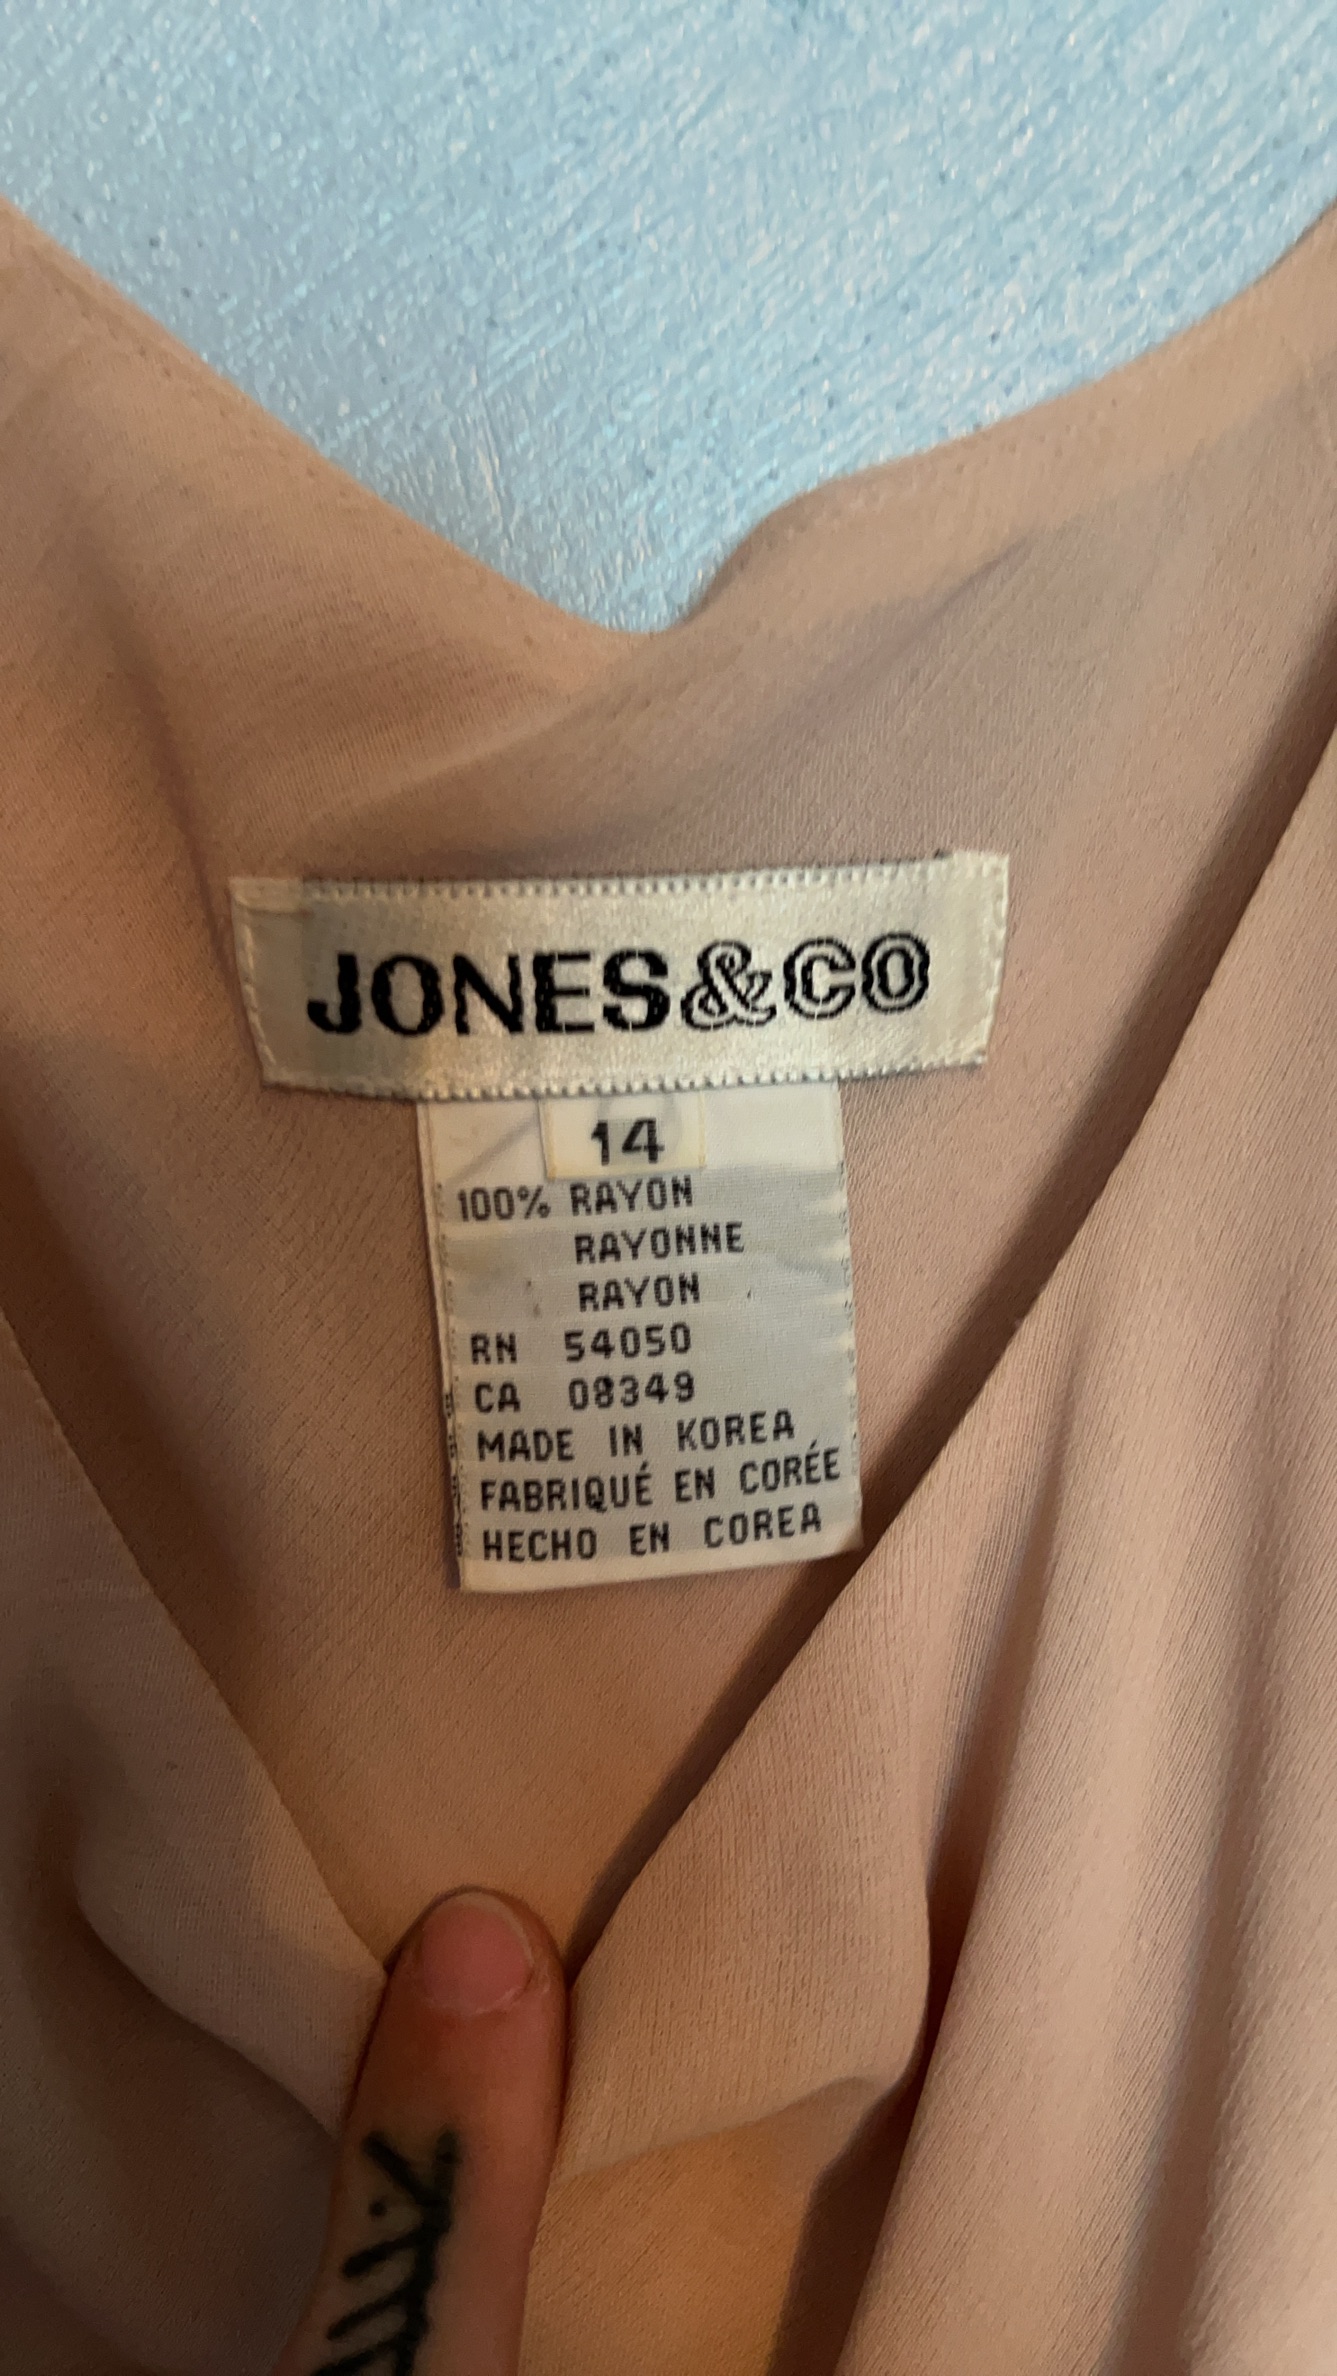 JONES&CO
14
100% RAYON
RAYONNE
RAYON
RN 54050
CA 08349
MADE IN KOREA
FABRIQUÉ EN CORÉE
HECHO EN COREA